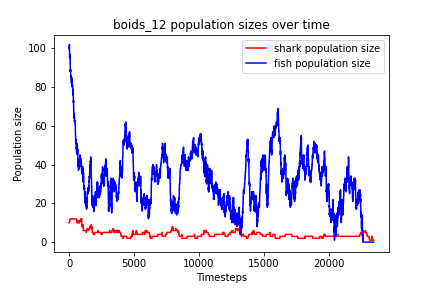 boids_12 population sizes over time
shark population size
fish population size
100
80
60
40
20
0
Population size
0 5000 10000 15000 20000
Timesteps